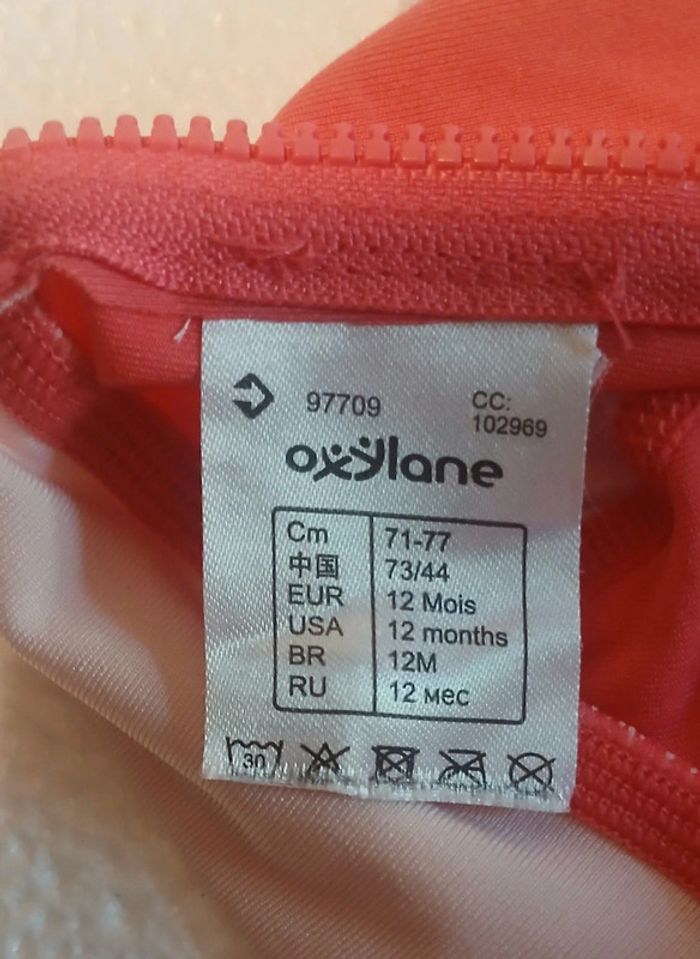 97709 CC:
102969
oxylane
Cm 71-77
中国 73/44
EUR 12 Mois
USA 12 months
BR 12M
RU 12 мес
30